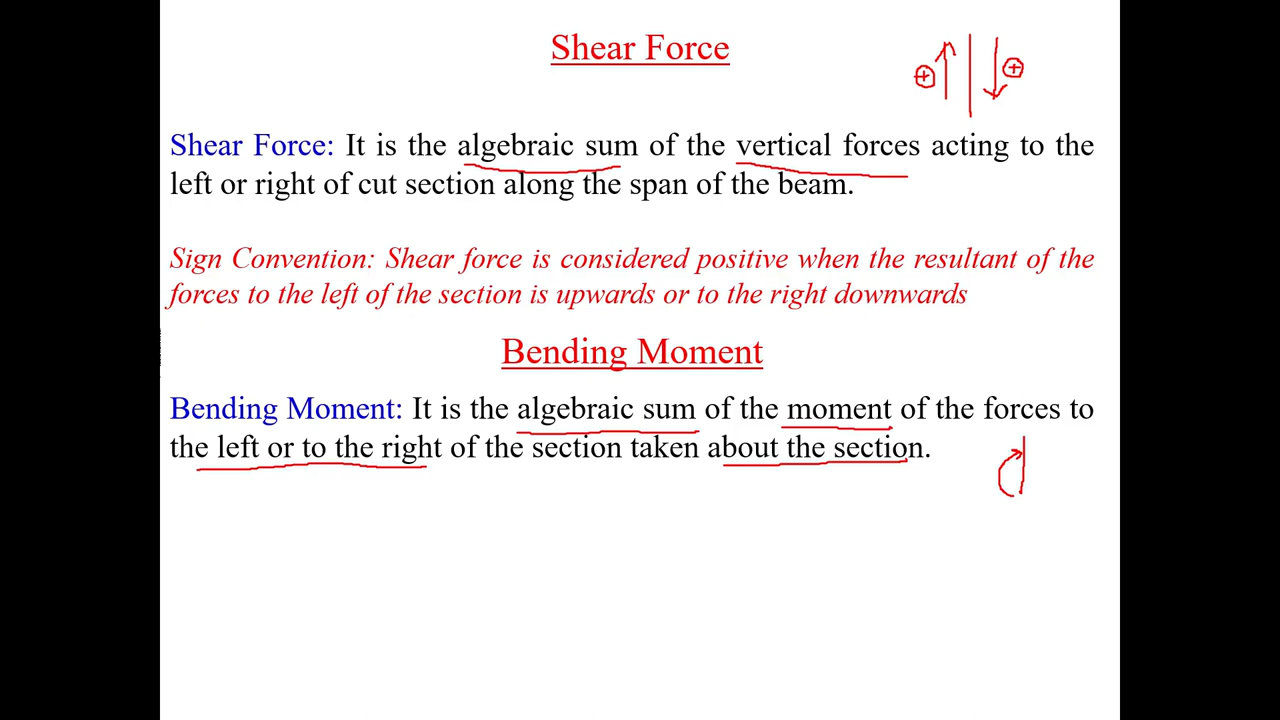 Shear Force
+ +
Shear Force: It is the algebraic sum of the vertical forces acting to the
left or right of cut section along the span of the beam.
Sign Convention: Shear force is considered positive when the resultant of the
forces to the left of the section is upwards or to the right downwards
Bending Moment
Bending Moment: It is the algebraic sum of the moment of the forces to
the left or to the right of the section taken about the section.